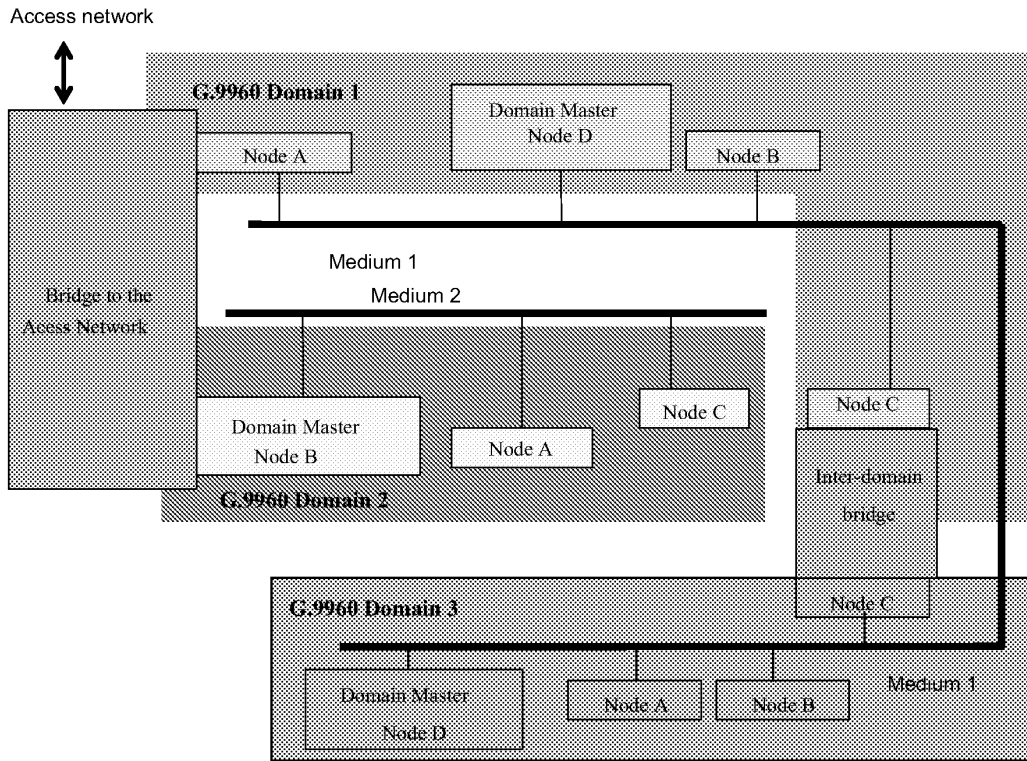 Access network
G.9960 Domain 1
Domain Master
Node D
Node A
Node B
Medium 1
Medium 2
Bridge to the
Acess Network
Node C
Domain Master
Node B
Node A
Node C
G.9960 Domain 2
Inter-domain
bridge
Node C
G.9960 Domain 3
Medium 1
Domain Master
Node D
Node A
Node B